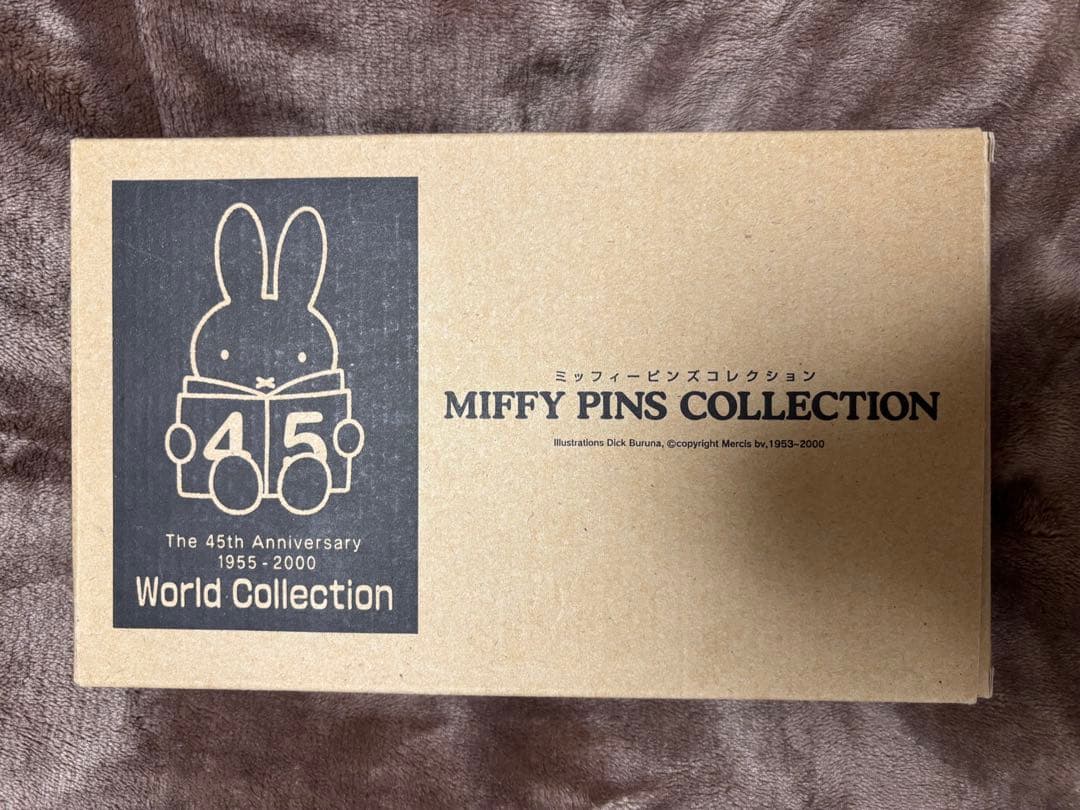 45
The 45th Anniversary
1955-2000
World Collection
ミッフィーピンズコレクション
MIFFY PINS COLLECTION
Illustrations Dick Buruna, ©copyright Mercis bv,1953-2000